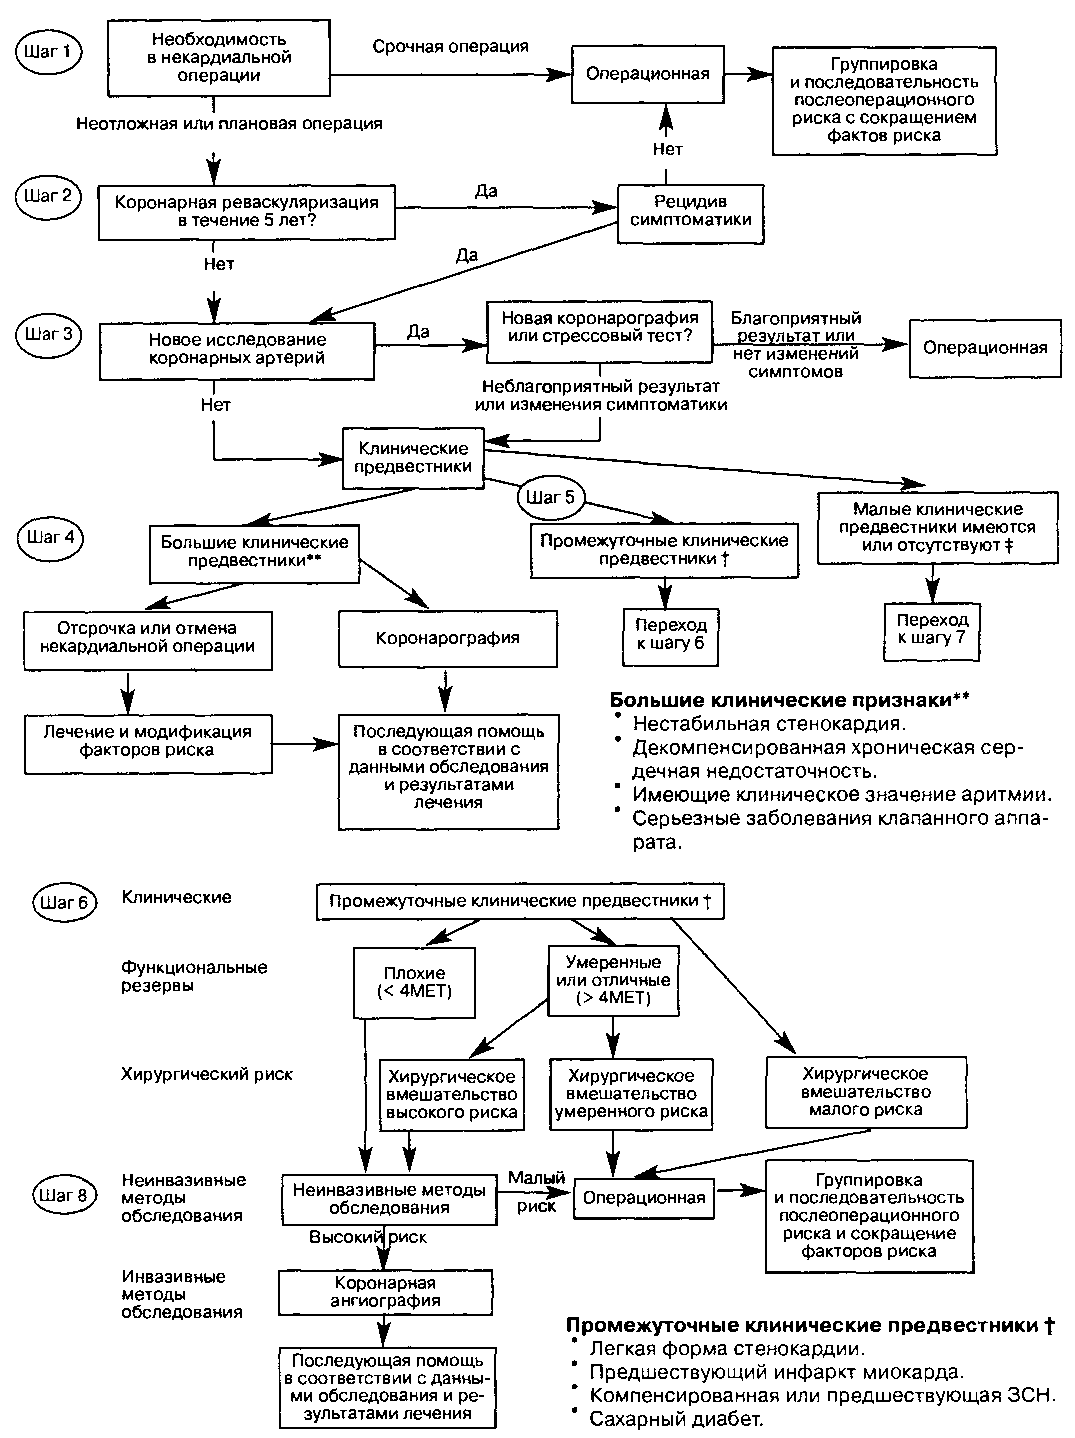 Шаг 1
Необходимость
в некардиальной
операции
Срочная операция
Операционная
Группировка
и последовательность
послеоперационного
риска с сокращением
фактов риска
Неотложная или плановая операция
Нет
Шаг 2
Коронарная реваскуляризация
в течение 5 лет?
Да
Рецидив
симптоматики
Нет
Да
Шаг 3
Новое исследование
коронарных артерий
Да
Новая коронарография
или стрессовый тест?
Благоприятный
результат или
нет изменений
симптомов
Операционная
Нет
Неблагоприятный результат
или изменения симптоматики
Клинические
предвестники
Шаг 4
Большие клинические
предвестники**
Шаг 5
Промежуточные клинические
предвестники †
Малые клинические
предвестники имеются
или отсутствуют ‡
Отсрочка или отмена
некардиальной операции
Коронарография
Переход
к шагу 6
Переход
к шагу 7
Лечение и модификация
факторов риска
Последующая помощь
в соответствии с
данными обследования
и результатами
лечения
Большие клинические признаки**
• Нестабильная стенокардия.
• Декомпенсированная хроническая сер-
дечная недостаточность.
• Имеющие клиническое значение аритмии.
• Серьезные заболевания клапанного аппа-
рата.
Шаг 6
Клинические
Промежуточные клинические предвестники †
Функциональные
резервы
Плохие
(< 4МЕТ)
Умеренные
или отличные
(> 4МЕТ)
Хирургический риск
Хирургическое
вмешательство
высокого риска
Хирургическое
вмешательство
умеренного риска
Хирургическое
вмешательство
малого риска
Шаг 8
Неинвазивные
методы
обследования
Неинвазивные методы
обследования
Малый
риск
Операционная
Группировка
и последовательность
послеоперационного
риска и сокращение
факторов риска
Высокий риск
Инвазивные
методы
обследования
Коронарная
ангиография
Последующая помощь
в соответствии с данны-
ми обследования и ре-
зультатами лечения
Промежуточные клинические предвестники †
• Легкая форма стенокардии.
• Предшествующий инфаркт миокарда.
• Компенсированная или предшествующая ЗСН.
• Сахарный диабет.